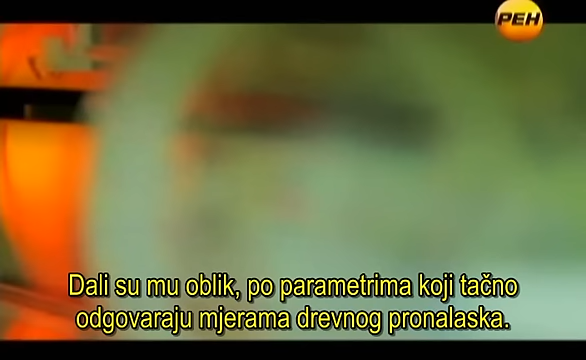 РЕН
Dali su mu oblik, po parametrima koji tačno
odgovaraju mjerama drevnog pronalaska.